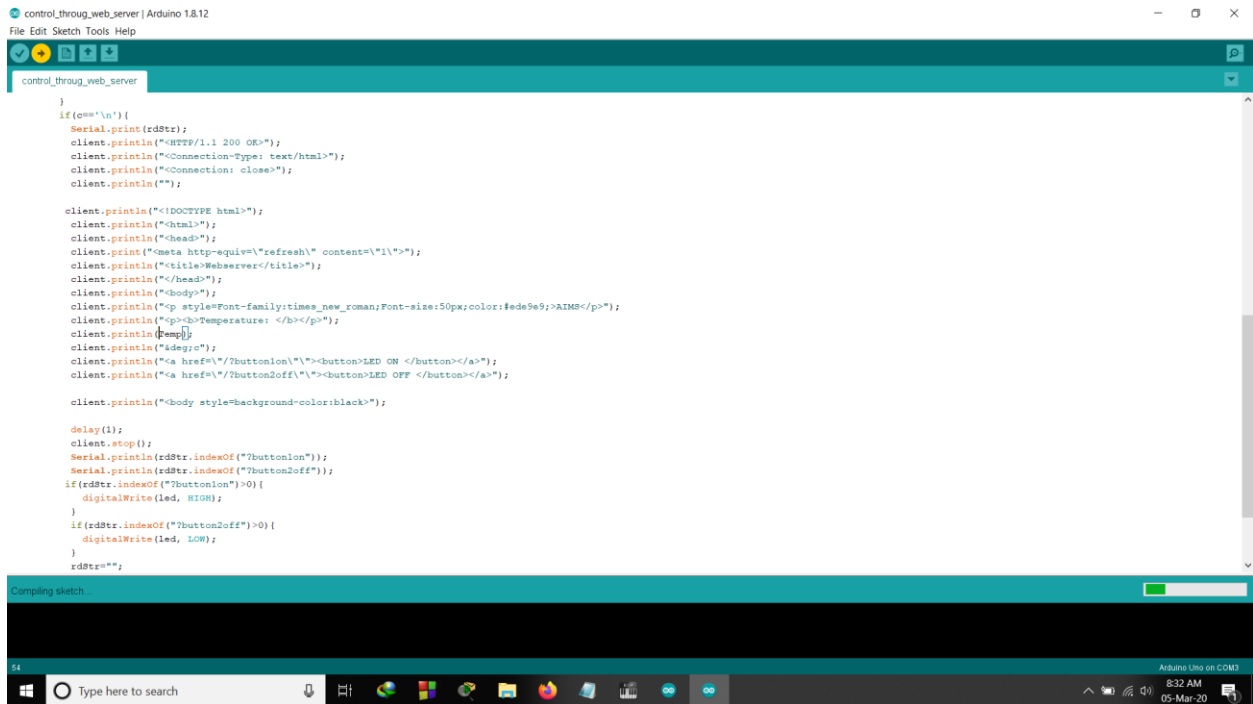 control_throug_web_server | Arduino 1.8.12
File Edit Sketch Tools Help
control_throug_web_server
}
if(c=='\n'){
Serial.print(rdStr);
client.println("<HTTP/1.1 200 OK>");
client.println("<Connection-Type: text/html>");
client.println("<Connection: close>");
client.println("");
client.println("<!DOCTYPE html>");
client.println("<html>");
client.println("<head>");
client.print("<meta http-equiv=\"refresh\" content=\"1\">");
client.println("<title>Webserver</title>");
client.println("</head>");
client.println("<body>");
client.println("<p style=Font-family:times_new_roman;Font-size:50px;color:#ede9e9;>AIMS</p>");
client.println("<p><b>Temperature: </b></p>");
client.println(Temp);
client.println("&deg;c");
client.println("<a href=\"/?button1on\"\"><button>LED ON </button></a>");
client.println("<a href=\"/?button2off\"\"><button>LED OFF </button></a>");
client.println("<body style=background-color:black>");
delay(1);
client.stop();
Serial.println(rdStr.indexOf("?button1on"));
Serial.println(rdStr.indexOf("?button2off"));
if(rdStr.indexOf("?button1on")>0){
digitalWrite(led, HIGH);
}
if(rdStr.indexOf("?button2off")>0){
digitalWrite(led, LOW);
}
rdStr="";
Compiling sketch...
54
Arduino Uno on COM3
Type here to search
8:32 AM
05-Mar-20
1